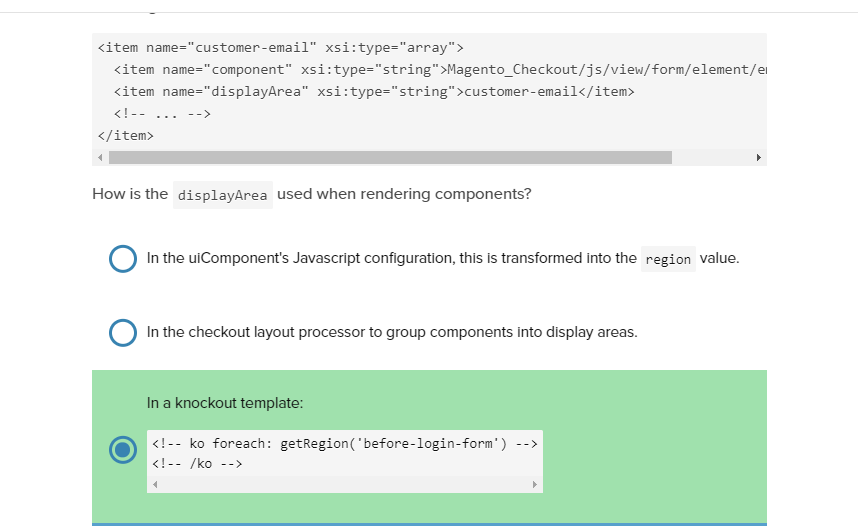 <item name="customer-email" xsi:type="array">
<item name="component" xsi:type="string">Magento_Checkout/js/view/form/element/e
<item name="displayArea" xsi:type="string">customer-email</item>
<!-- ... -->
</item>
How is the displayArea used when rendering components?
In the uiComponent's Javascript configuration, this is transformed into the region value.
In the checkout layout processor to group components into display areas.
In a knockout template:
<!-- ko foreach: getRegion('before-login-form') -->
<!-- /ko -->